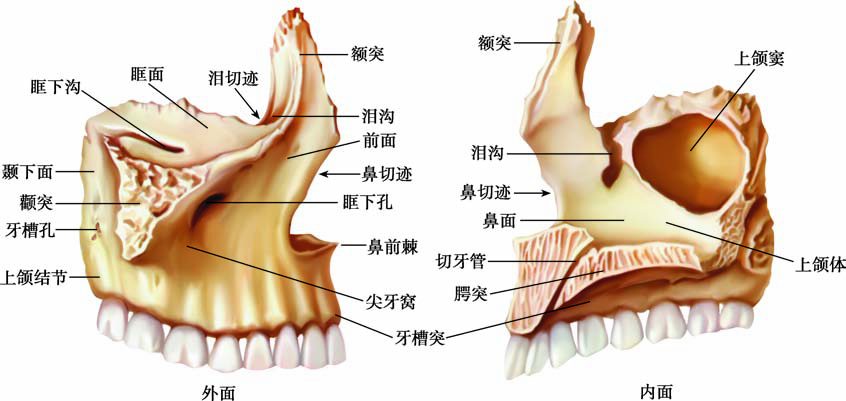 额突
泪切迹
眶面
眶下沟
泪沟
前面
颞下面
鼻切迹
颧突
眶下孔
牙槽孔
鼻前棘
上颌结节
尖牙窝
牙槽突
外面
额突
上颌窦
泪沟
鼻切迹
鼻面
切牙管
上颌体
腭突
内面